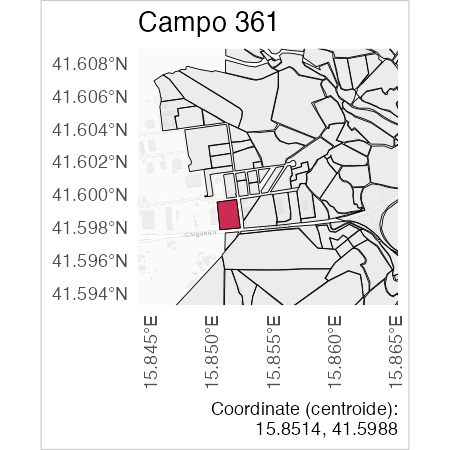 Campo 361
41.608°N
41.606°N
41.604°N
41.602°N
41.600°N
41.598°N
41.596°N
41.594°N
Garganica
15.845°E
15.850°E
15.855°E
15.860°E
15.865°E
Coordinate (centroide):
15.8514, 41.5988